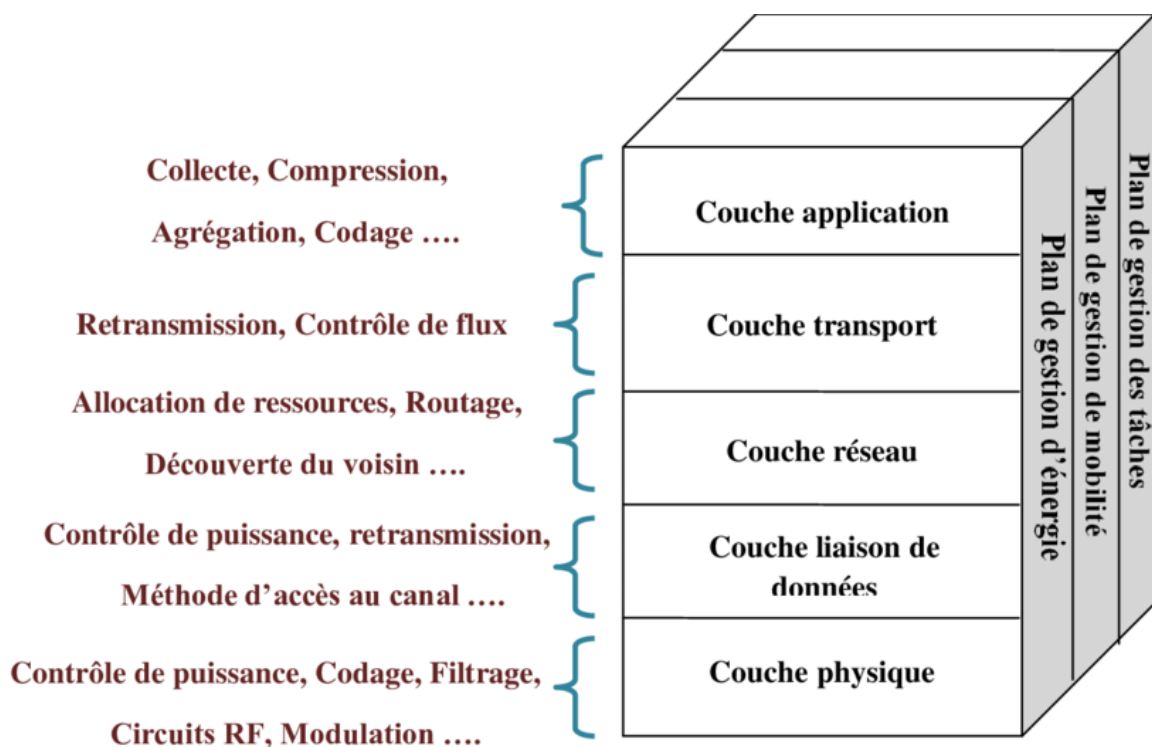 Collecte, Compression,
Agrégation, Codage ….
Couche application
Retransmission, Contrôle de flux
Couche transport
Allocation de ressources, Routage,
Découverte du voisin ….
Couche réseau
Contrôle de puissance, retransmission,
Méthode d’accès au canal ….
Couche liaison de
données
Contrôle de puissance, Codage, Filtrage,
Circuits RF, Modulation ….
Couche physique
Plan de gestion d’énergie
Plan de gestion de mobilité
Plan de gestion des tâches